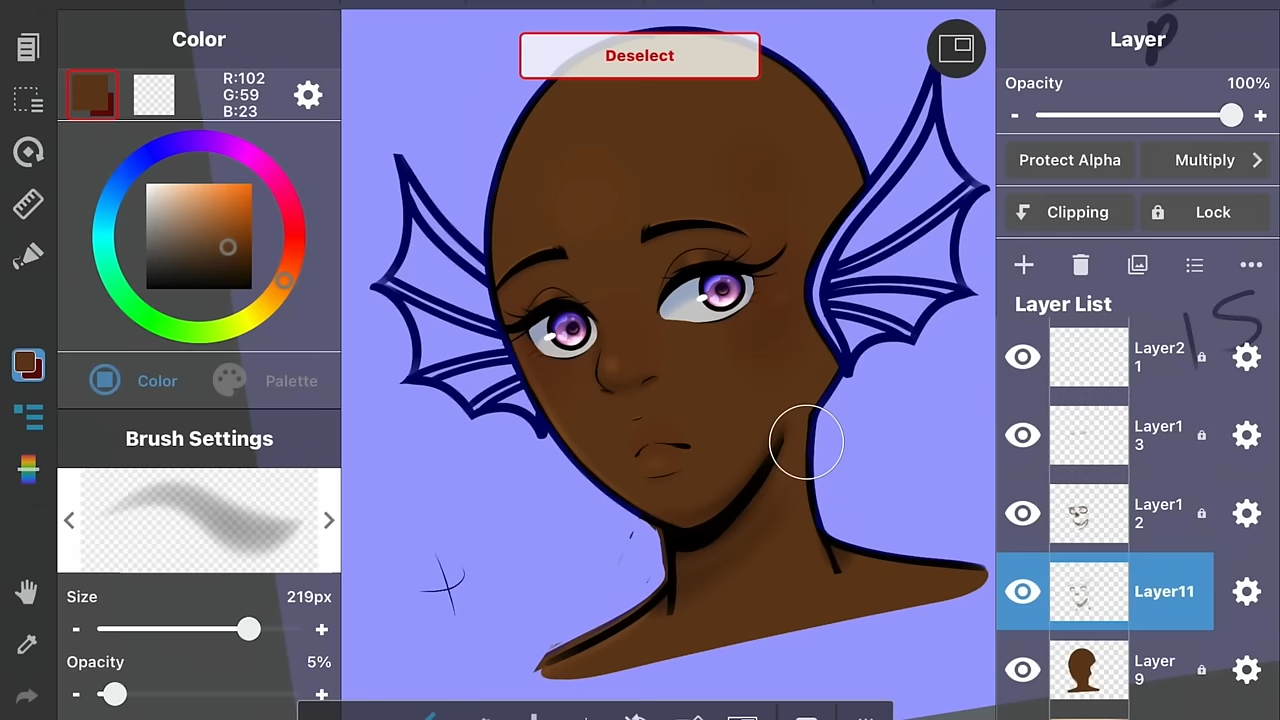 Color
R:102
G:59
B:23
Color
Palette
Brush Settings
Size
219px
-
+
Opacity
5%
-
+
Deselect
p
Layer
Opacity
100%
-
+
Protect Alpha
Multiply
Clipping
Lock
Layer List
15
Layer2
1
Layer1
3
Layer1
2
Layer11
Layer
9